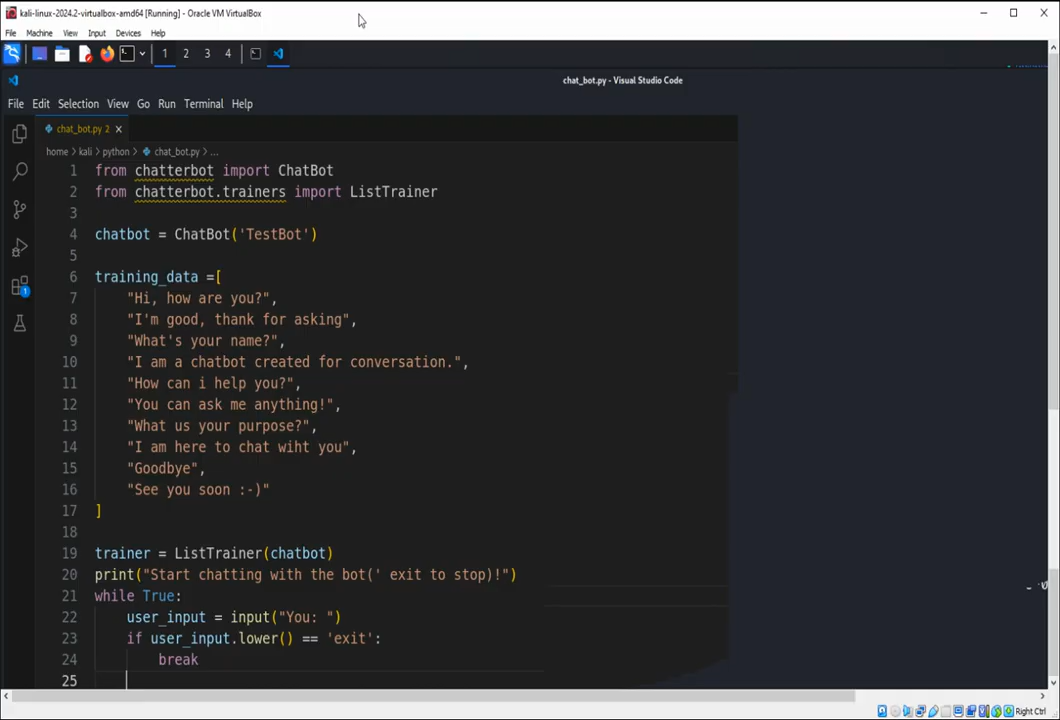 kali-linux-2024.2-virtualbox-amd64 [Running] - Oracle VM VirtualBox
File Machine View Input Devices Help
1 2 3 4
chat_bot.py - Visual Studio Code
File Edit Selection View Go Run Terminal Help
chat_bot.py 2
home > kali > python > chat_bot.py > ...
1 from chatterbot import ChatBot
2 from chatterbot.trainers import ListTrainer
3
4 chatbot = ChatBot('TestBot')
5
6 training_data =[
7 "Hi, how are you?",
8 "I'm good, thank for asking",
9 "What's your name?",
10 "I am a chatbot created for conversation.",
11 "How can i help you?",
12 "You can ask me anything!",
13 "What us your purpose?",
14 "I am here to chat wiht you",
15 "Goodbye",
16 "See you soon :-)"
17 ]
18
19 trainer = ListTrainer(chatbot)
20 print("Start chatting with the bot(' exit to stop)!")
21 while True:
22 user_input = input("You: ")
23 if user_input.lower() == 'exit':
24 break
25
1
Right Ctrl